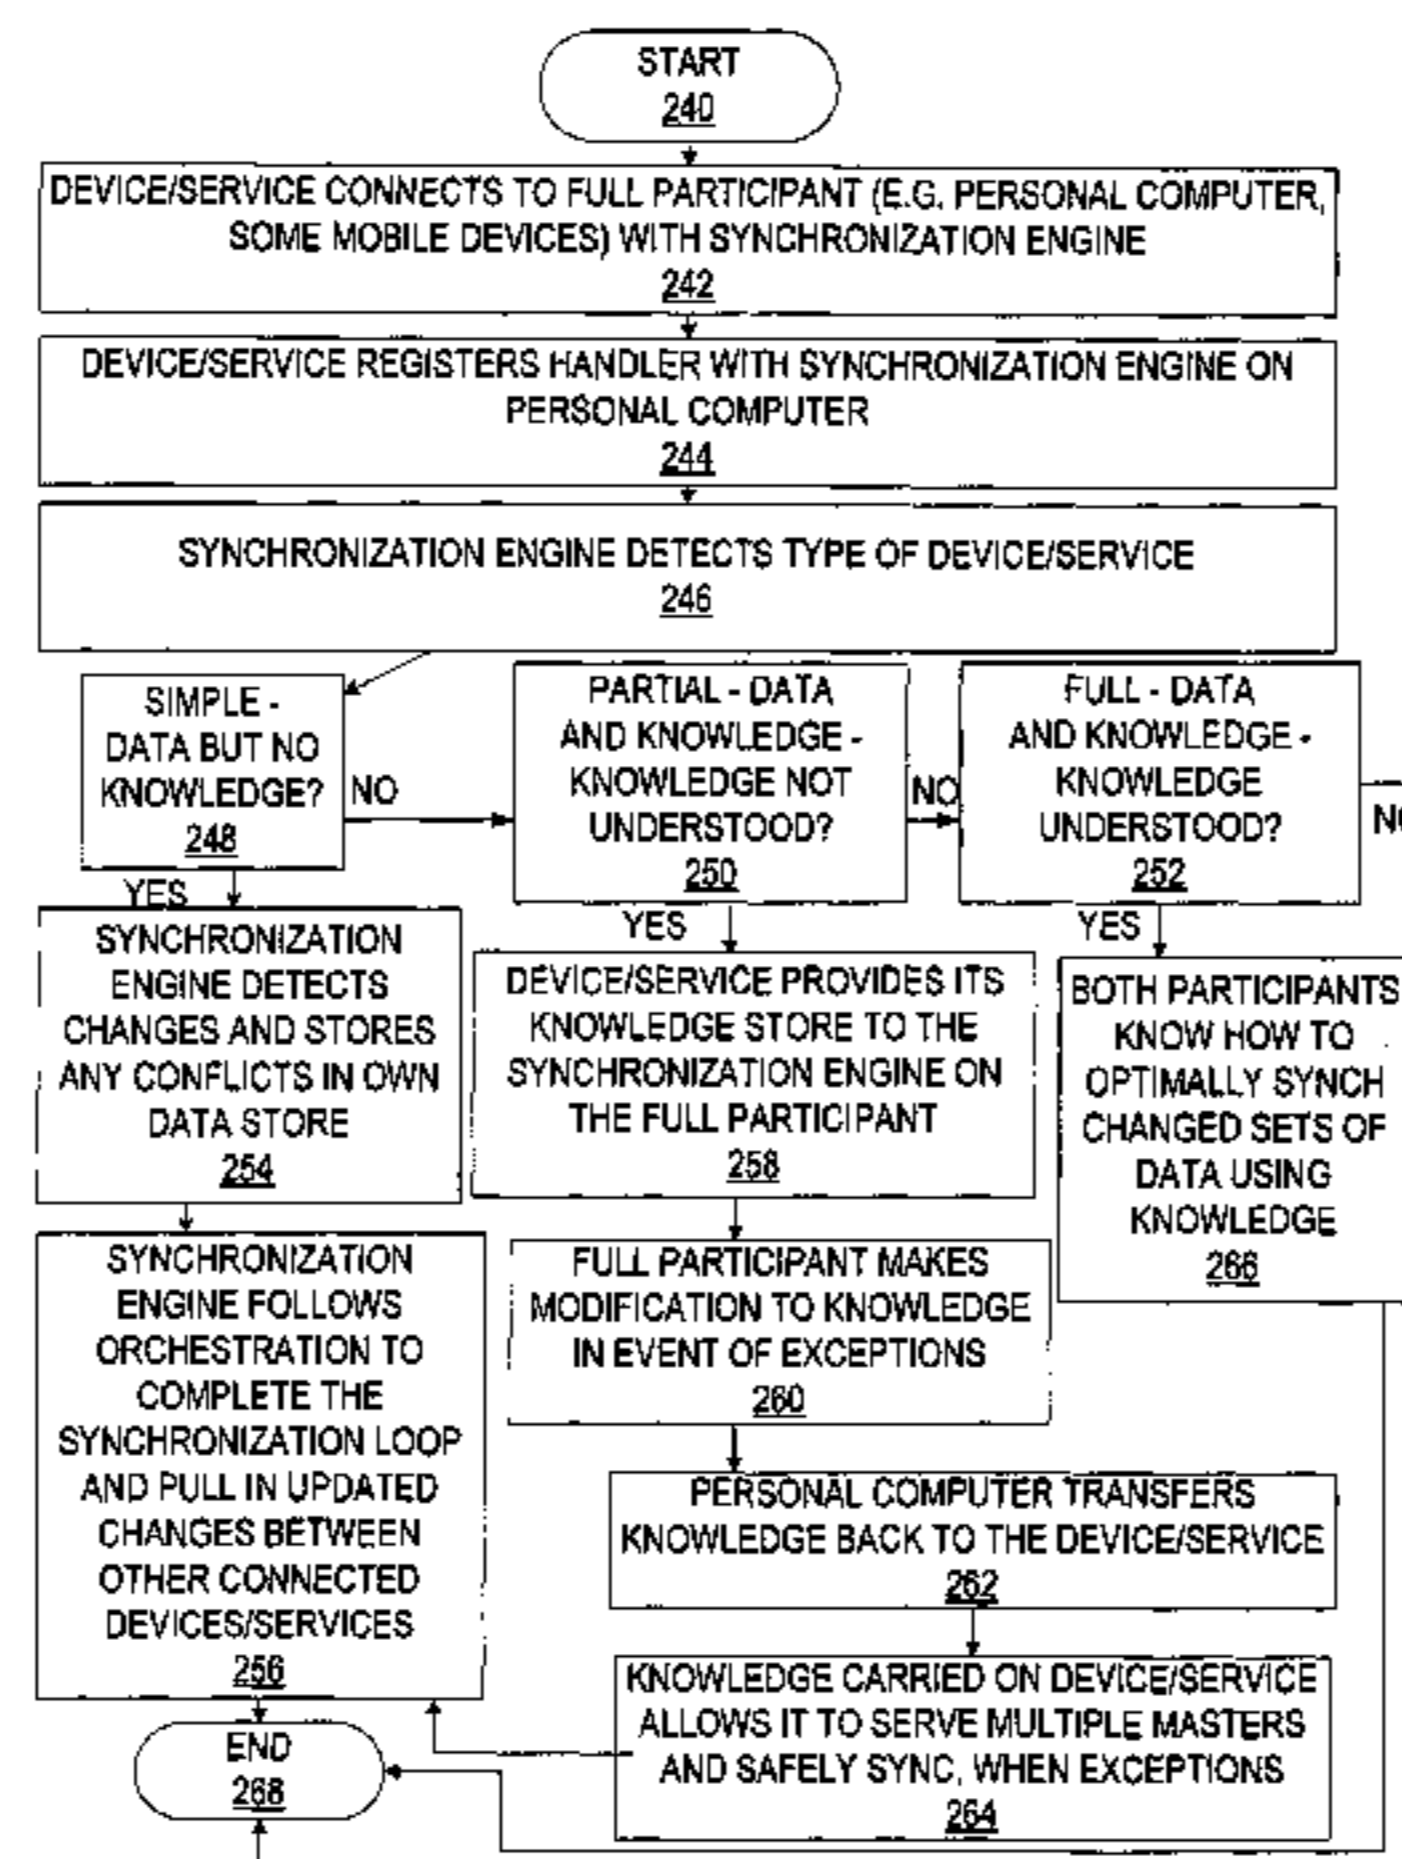 START
240
DEVICE/SERVICE CONNECTS TO FULL PARTICIPANT (E.G. PERSONAL COMPUTER,
SOME MOBILE DEVICES) WITH SYNCHRONIZATION ENGINE
242
DEVICE/SERVICE REGISTERS HANDLER WITH SYNCHRONIZATION ENGINE ON
PERSONAL COMPUTER
244
SYNCHRONIZATION ENGINE DETECTS TYPE OF DEVICE/SERVICE
246
SIMPLE -
DATA BUT NO
KNOWLEDGE?
248
NO
YES
PARTIAL - DATA
AND KNOWLEDGE -
KNOWLEDGE NOT
UNDERSTOOD?
250
NO
YES
FULL - DATA
AND KNOWLEDGE -
KNOWLEDGE
UNDERSTOOD?
252
YES
SYNCHRONIZATION
ENGINE DETECTS
CHANGES AND STORES
ANY CONFLICTS IN OWN
DATA STORE
254
DEVICE/SERVICE PROVIDES ITS
KNOWLEDGE STORE TO THE
SYNCHRONIZATION ENGINE ON
THE FULL PARTICIPANT
258
BOTH PARTICIPANTS
KNOW HOW TO
OPTIMALLY SYNCH
CHANGED SETS OF
DATA USING
KNOWLEDGE
266
SYNCHRONIZATION
ENGINE FOLLOWS
ORCHESTRATION TO
COMPLETE THE
SYNCHRONIZATION LOOP
AND PULL IN UPDATED
CHANGES BETWEEN
OTHER CONNECTED
DEVICES/SERVICES
256
FULL PARTICIPANT MAKES
MODIFICATION TO KNOWLEDGE
IN EVENT OF EXCEPTIONS
260
PERSONAL COMPUTER TRANSFERS
KNOWLEDGE BACK TO THE DEVICE/SERVICE
262
KNOWLEDGE CARRIED ON DEVICE/SERVICE
ALLOWS IT TO SERVE MULTIPLE MASTERS
AND SAFELY SYNC, WHEN EXCEPTIONS
264
END
268